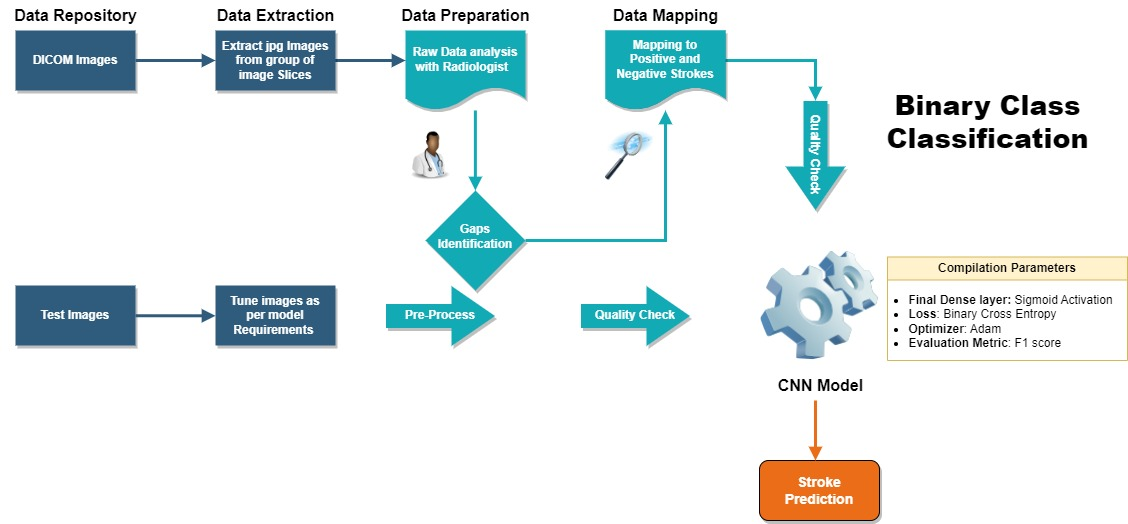 Data Repository
Data Extraction
Data Preparation
Data Mapping
DICOM Images
Extract jpg Images
from group of
image Slices
Raw Data analysis
with Radiologist
Mapping to
Positive and
Negative Strokes
Quality Check
Binary Class
Classification
Gaps
Identification
Test Images
Tune images as
per model
Requirements
Pre-Process
Quality Check
Compilation Parameters
• Final Dense layer: Sigmoid Activation
• Loss: Binary Cross Entropy
• Optimizer: Adam
• Evaluation Metric: F1 score
CNN Model
Stroke
Prediction